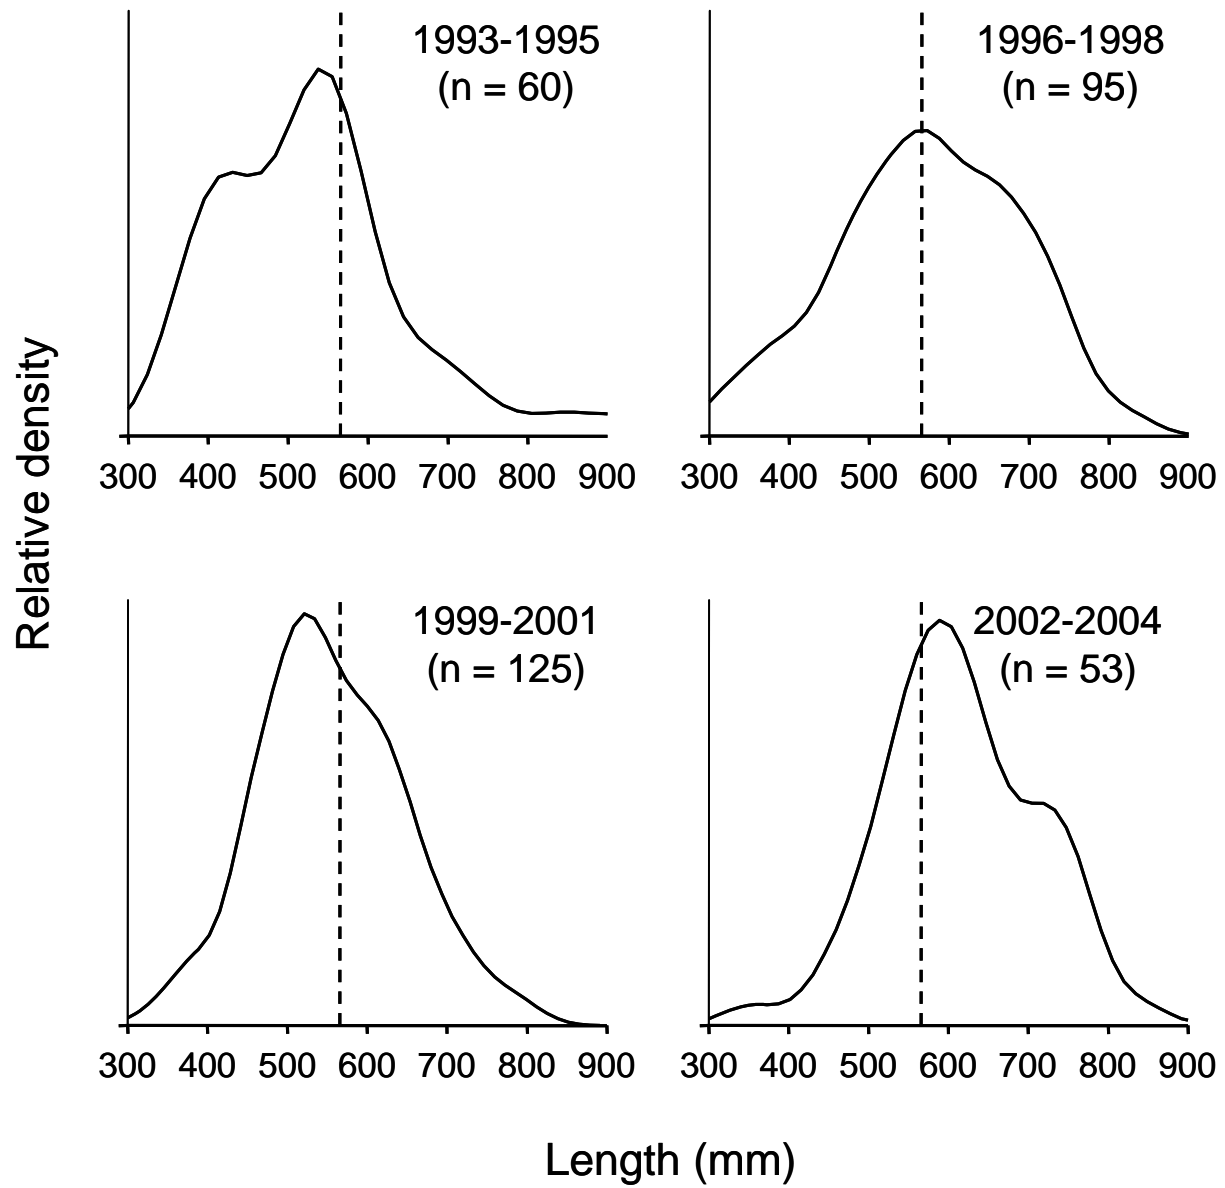 1993-1995
(n = 60)
300 400 500 600 700 800 900
1996-1998
(n = 95)
300 400 500 600 700 800 900
Relative density
1999-2001
(n = 125)
300 400 500 600 700 800 900
2002-2004
(n = 53)
300 400 500 600 700 800 900
Length (mm)